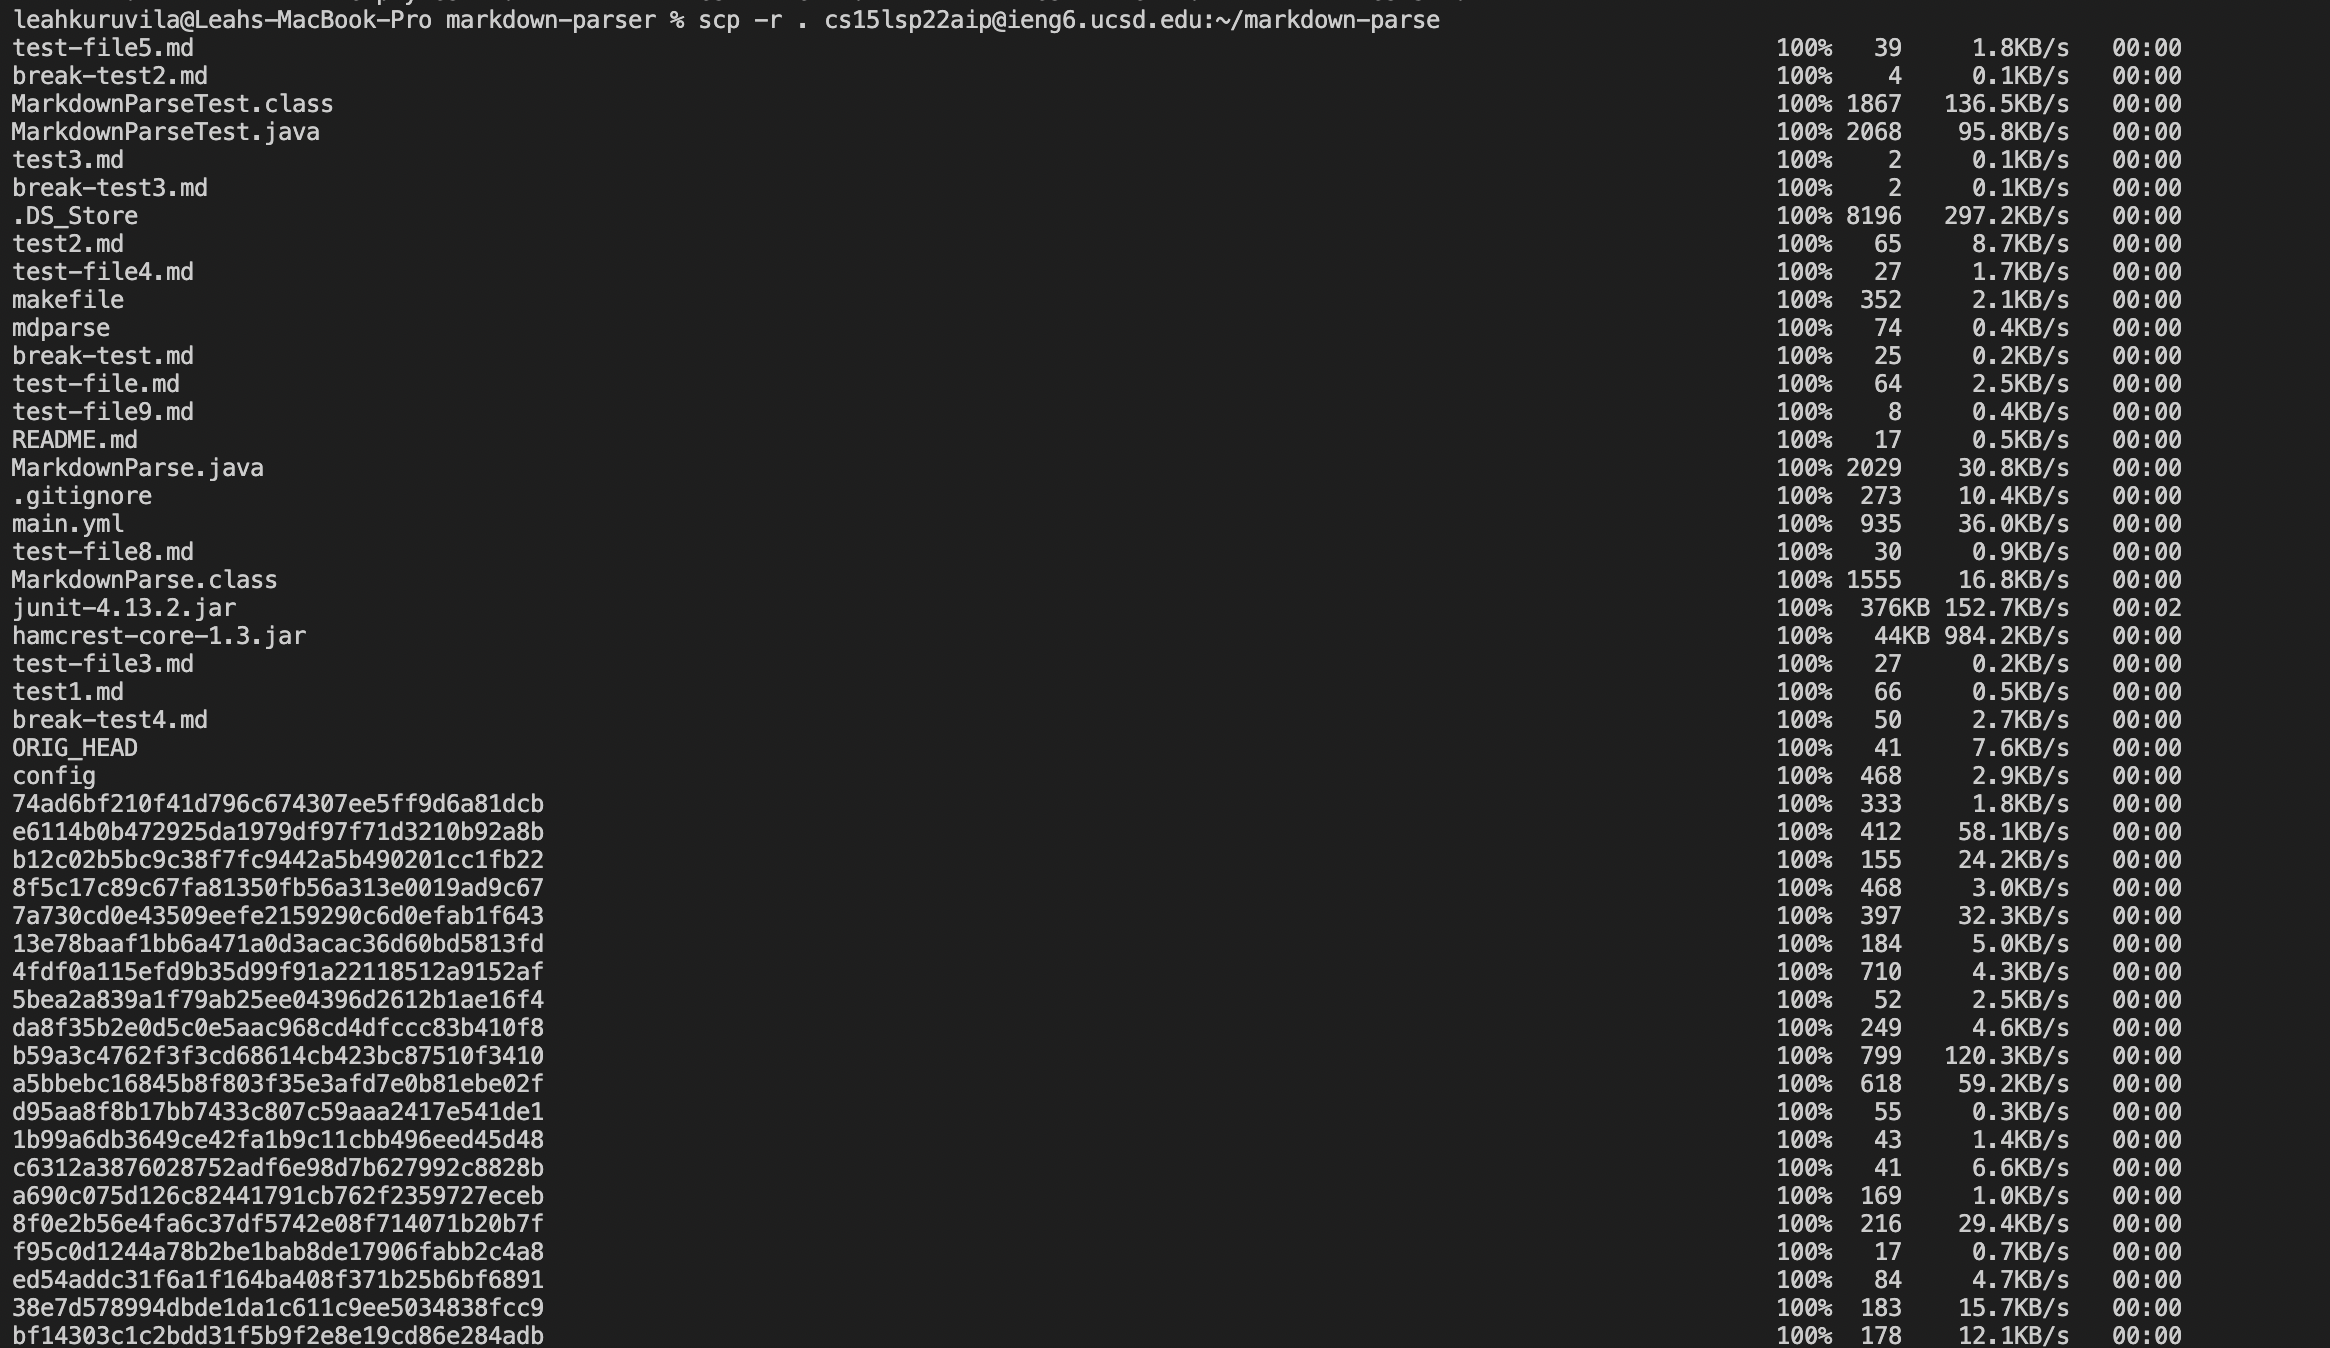 leahkuruvila@Leahs-MacBook-Pro markdown-parser % scp -r . cs15lsp22aip@ieng6.ucsd.edu:~/markdown-parse
test-file5.md 100% 39 1.8KB/s 00:00
break-test2.md 100% 4 0.1KB/s 00:00
MarkdownParseTest.class 100% 1867 136.5KB/s 00:00
MarkdownParseTest.java 100% 2068 95.8KB/s 00:00
test3.md 100% 2 0.1KB/s 00:00
break-test3.md 100% 2 0.1KB/s 00:00
.DS_Store 100% 8196 297.2KB/s 00:00
test2.md 100% 65 8.7KB/s 00:00
test-file4.md 100% 27 1.7KB/s 00:00
makefile 100% 352 2.1KB/s 00:00
mdparse 100% 74 0.4KB/s 00:00
break-test.md 100% 25 0.2KB/s 00:00
test-file.md 100% 64 2.5KB/s 00:00
test-file9.md 100% 8 0.4KB/s 00:00
README.md 100% 17 0.5KB/s 00:00
MarkdownParse.java 100% 2029 30.8KB/s 00:00
.gitignore 100% 273 10.4KB/s 00:00
main.yml 100% 935 36.0KB/s 00:00
test-file8.md 100% 30 0.9KB/s 00:00
MarkdownParse.class 100% 1555 16.8KB/s 00:00
junit-4.13.2.jar 100% 376KB 152.7KB/s 00:02
hamcrest-core-1.3.jar 100% 44KB 984.2KB/s 00:00
test-file3.md 100% 27 0.2KB/s 00:00
test1.md 100% 66 0.5KB/s 00:00
break-test4.md 100% 50 2.7KB/s 00:00
ORIG_HEAD 100% 41 7.6KB/s 00:00
config 100% 468 2.9KB/s 00:00
74ad6bf210f41d796c674307ee5ff9d6a81dcb 100% 333 1.8KB/s 00:00
e6114b0b472925da1979df97f71d3210b92a8b 100% 412 58.1KB/s 00:00
b12c02b5bc9c38f7fc9442a5b490201cc1fb22 100% 155 24.2KB/s 00:00
8f5c17c89c67fa81350fb56a313e0019ad9c67 100% 468 3.0KB/s 00:00
7a730cd0e43509eefe2159290c6d0efab1f643 100% 397 32.3KB/s 00:00
13e78baaf1bb6a471a0d3acac36d60bd5813fd 100% 184 5.0KB/s 00:00
4fdf0a115efd9b35d99f91a22118512a9152af 100% 710 4.3KB/s 00:00
5bea2a839a1f79ab25ee04396d2612b1ae16f4 100% 52 2.5KB/s 00:00
da8f35b2e0d5c0e5aac968cd4dfccc83b410f8 100% 249 4.6KB/s 00:00
b59a3c4762f3f3cd68614cb423bc87510f3410 100% 799 120.3KB/s 00:00
a5bbebc16845b8f803f35e3afd7e0b81ebe02f 100% 618 59.2KB/s 00:00
d95aa8f8b17bb7433c807c59aaa2417e541de1 100% 55 0.3KB/s 00:00
1b99a6db3649ce42fa1b9c11cbb496eed45d48 100% 43 1.4KB/s 00:00
c6312a3876028752adf6e98d7b627992c8828b 100% 41 6.6KB/s 00:00
a690c075d126c82441791cb762f2359727eceb 100% 169 1.0KB/s 00:00
8f0e2b56e4fa6c37df5742e08f714071b20b7f 100% 216 29.4KB/s 00:00
f95c0d1244a78b2be1bab8de17906fabb2c4a8 100% 17 0.7KB/s 00:00
ed54addc31f6a1f164ba408f371b25b6bf6891 100% 84 4.7KB/s 00:00
38e7d578994dbde1da1c611c9ee5034838fcc9 100% 183 15.7KB/s 00:00
bf14303c1c2bdd31f5b9f2e8e19cd86e284adb 100% 178 12.1KB/s 00:00